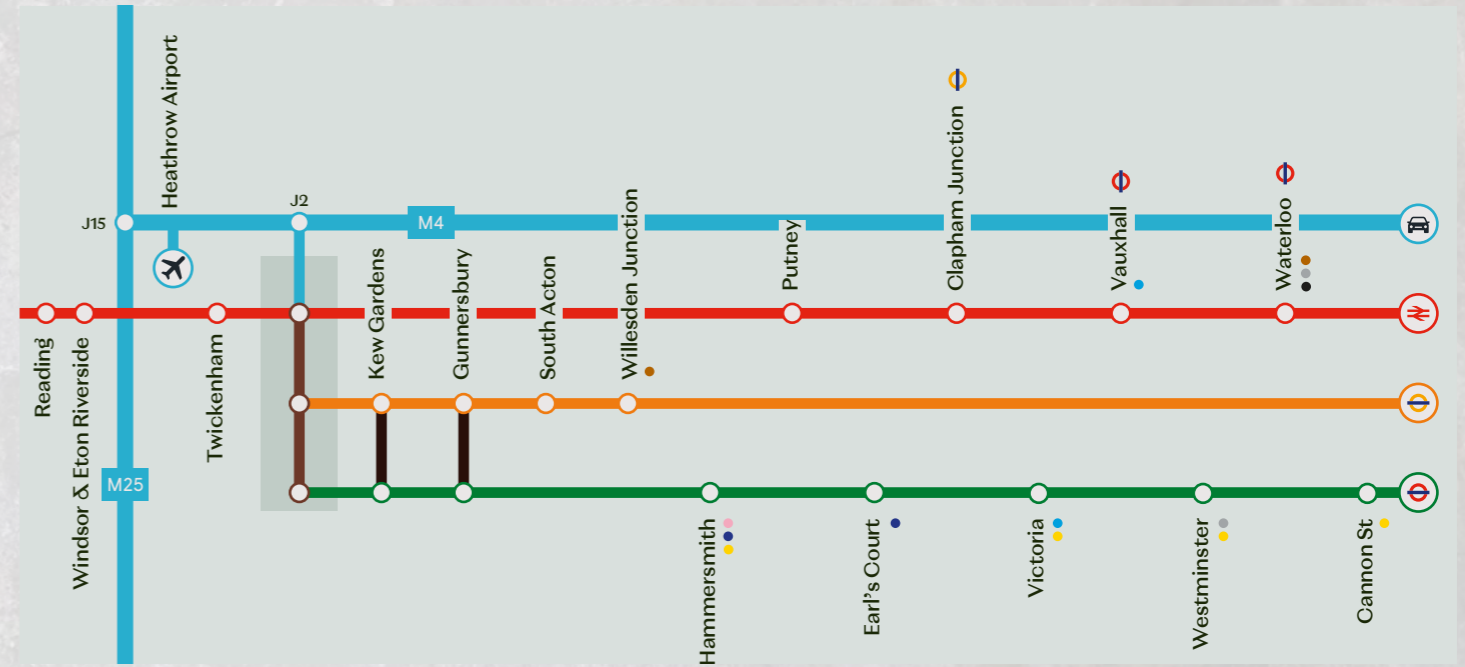 Heathrow Airport
J15
J2
M4
M25
Reading
Windsor & Eton Riverside
Twickenham
Kew Gardens
Gunnersbury
South Acton
Willesden Junction
Putney
Clapham Junction
Vauxhall
Waterloo
Hammersmith
Earl's Court
Victoria
Westminster
Cannon St